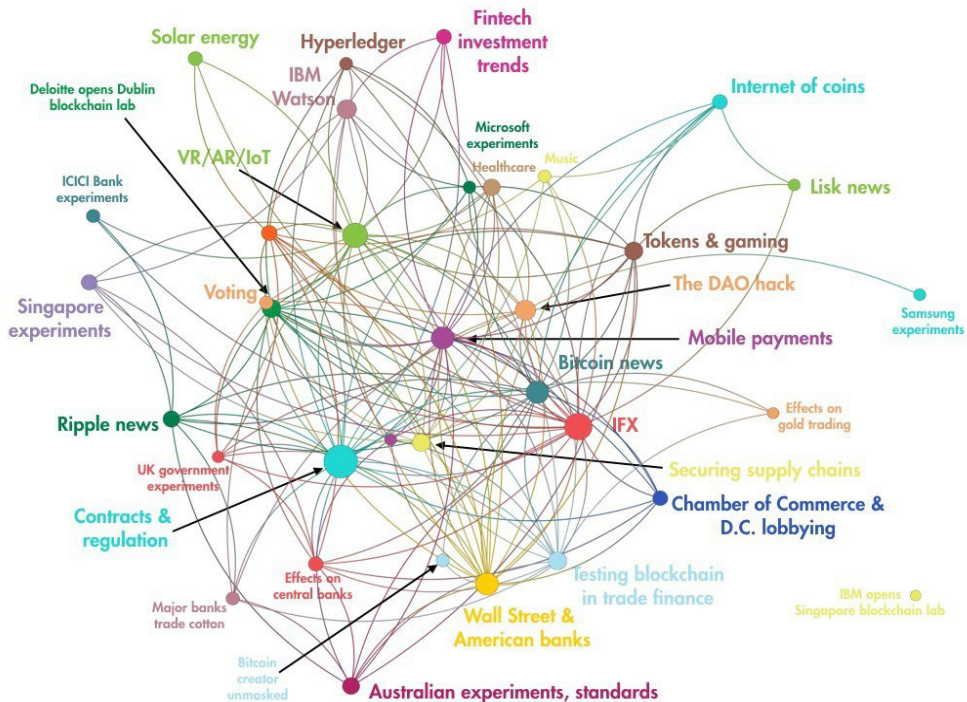 Fintech
investment
trends
Solar energy
Hyperledger
IBM
Watson
Deloitte opens Dublin
blockchain lab
Internet of coins
Microsoft
experiments
VR/AR/IoT
Healthcare
Music
ICICI Bank
experiments
Lisk news
Tokens & gaming
The DAO hack
Voting
Singapore
experiments
Samsung
experiments
Mobile payments
Bitcoin news
Ripple news
IFX
Effects on
gold trading
UK government
experiments
Securing supply chains
Contracts &
regulation
Chamber of Commerce &
D.C. lobbying
Effects on
central banks
Testing blockchain
in trade finance
Major banks
trade cotton
Wall Street &
American banks
IBM opens
Singapore blockchain lab
Bitcoin
creator
unmasked
Australian experiments, standards